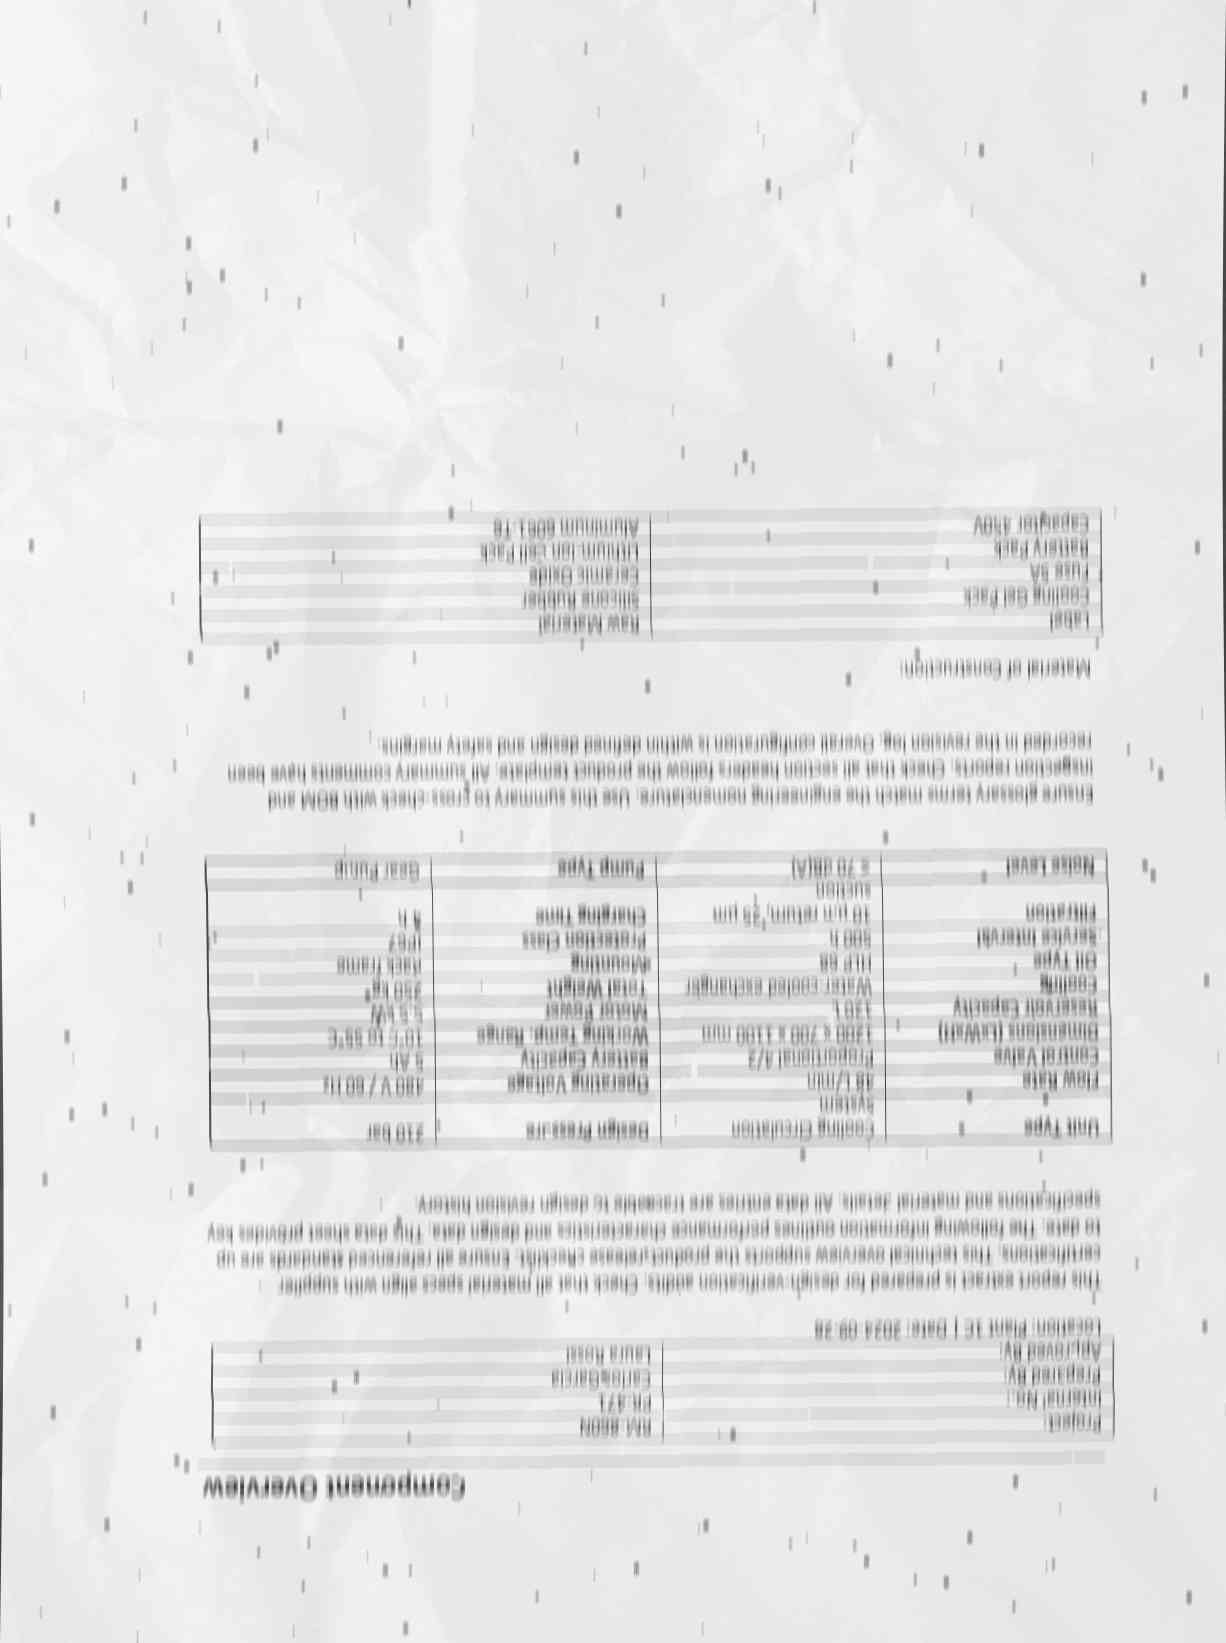 Component Overview
Project: RM-860N
Internal No.: PR-471
Prepared By: Carlos Garcia
Approved By: Laura Rossi
Location: Plant 1C | Date: 2024-09-28
This report extract is prepared for design verification audits. Check that all material specs align with supplier
certifications. This technical overview supports the product release checklist. Ensure all referenced standards are up
to date. The following information outlines performance characteristics and design data. This data sheet provides key
specifications and material details. All data entries are traceable to design revision history.
Unit Type Cooling Circulation Design Pressure 210 bar
System
Flow Rate 48 L/min Operating Voltage 480 V / 60 Hz
Control Valve Proportional 4/3 Battery Capacity 5 Ah
Dimensions (LxWxH) 1300 x 700 x 1100 mm Working Temp. Range 10°C to 55°C
Reservoir Capacity 130 L Motor Power 5.5 kW
Cooling Water-cooled exchanger Total Weight 350 kg
Oil Type HLP 68 Mounting Rack frame
Service Interval 500 h Protection Class IP67
Filtration 10 µm return, 25 µm Charging Time 4 h
suction
Noise Level ≤ 70 dB(A) Pump Type Gear Pump
Ensure glossary terms match the engineering nomenclature. Use this summary to cross-check with BOM and
inspection reports. Check that all section headers follow the product template. All summary comments have been
recorded in the revision log. Overall configuration is within defined design and safety margins.
Material of Construction:
Label Raw Material
Cooling Gel Pack Silicone Rubber
Fuse 5A Ceramic Oxide
Battery Pack Lithium-Ion Cell Pack
Capacitor 450V Aluminum 6061-T6